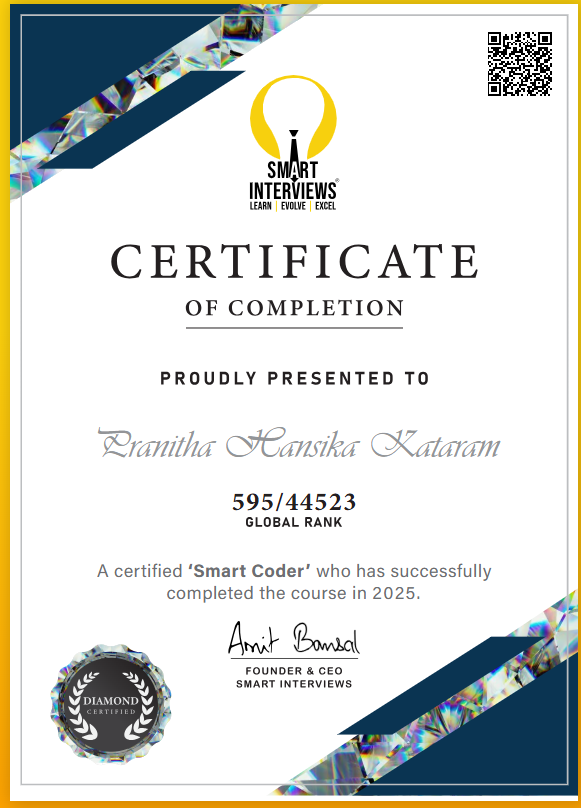 SMART
INTERVIEWS®
LEARN | EVOLVE | EXCEL
CERTIFICATE
OF COMPLETION
PROUDLY PRESENTED TO
Pranitha Hansika Kataram
595/44523
GLOBAL RANK
A certified ‘Smart Coder’ who has successfully
completed the course in 2025.
Amit Bansal
FOUNDER & CEO
SMART INTERVIEWS
DIAMOND
CERTIFIED